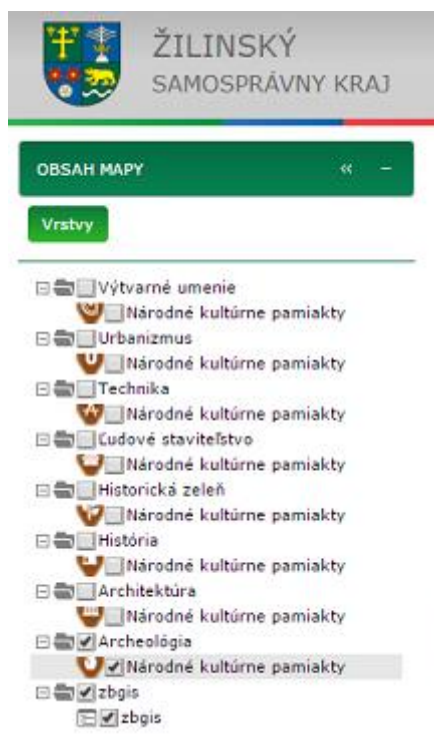 ŽILINSKÝ
SAMOSPRÁVNY KRAJ
OBSAH MAPY « −
Vrstvy
Výtvarné umenie
Národné kultúrne pamiakty
Urbanizmus
Národné kultúrne pamiakty
Technika
Národné kultúrne pamiakty
Ľudové staviteľstvo
Národné kultúrne pamiakty
Historická zeleň
Národné kultúrne pamiakty
História
Národné kultúrne pamiakty
Architektúra
Národné kultúrne pamiakty
Archeológia
Národné kultúrne pamiakty
zbgis
zbgis